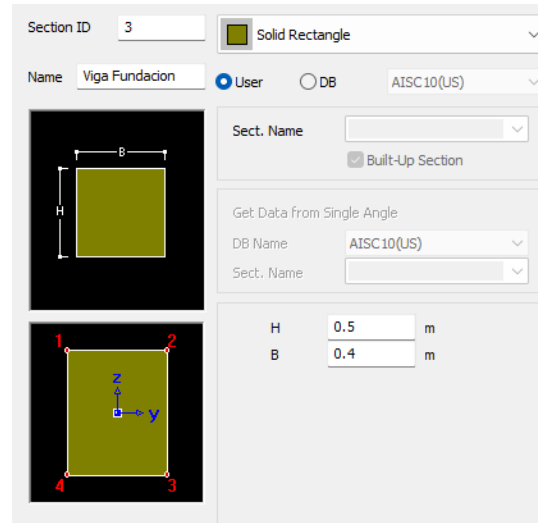 Section ID 3 Solid Rectangle
Name Viga Fundacion User DB AISC10(US)
Sect. Name
Built-Up Section
Get Data from Single Angle
DB Name AISC10(US)
Sect. Name
B
H
H 0.5 m
B 0.4 m
1 2
z
y
4 3